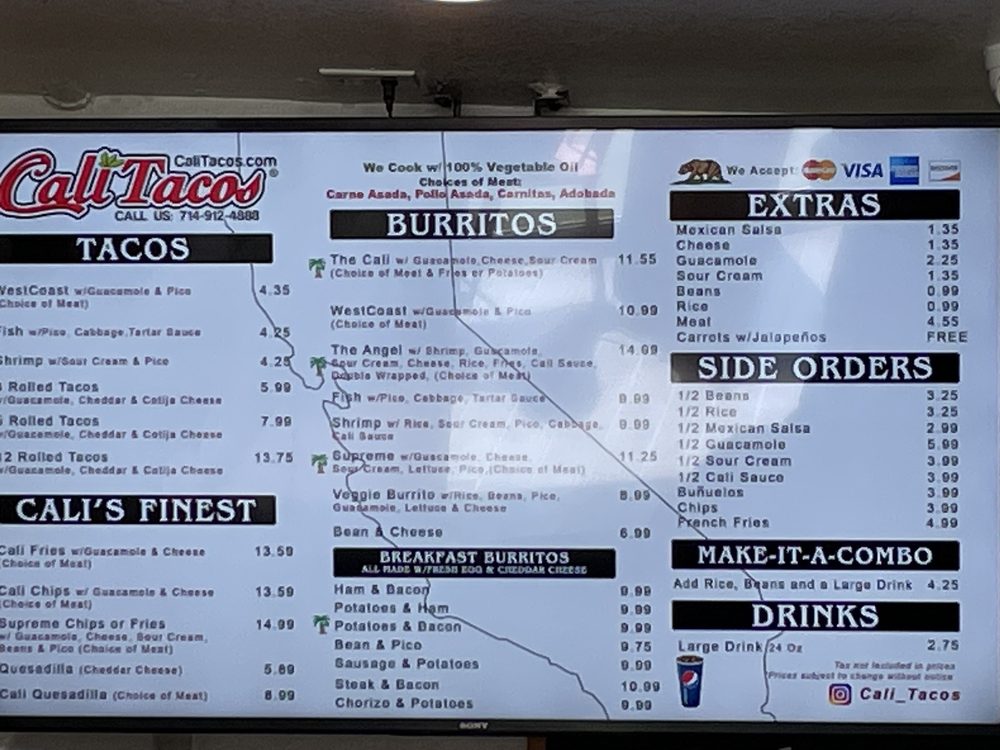 Cali Tacos®
CaliTacos.com
CALL US: 714-912-4888
TACOS
WestCoast w/Guacamole & Pico 4.35
(Choice of Meat)
Fish w/Pico, Cabbage, Tartar Sauce 4.25
Shrimp w/Sour Cream & Pico 4.25
Rolled Tacos 5.99
w/Guacamole, Cheddar & Cotija Cheese
Rolled Tacos 7.99
w/Guacamole, Cheddar & Cotija Cheese
12 Rolled Tacos 13.75
w/Guacamole, Cheddar & Cotija Cheese
CALI'S FINEST
Cali Fries w/Guacamole & Cheese 13.59
(Choice of Meat)
Cali Chips w/ Guacamole & Cheese 13.59
(Choice of Meat)
Supreme Chips or Fries 14.99
w/ Guacamole, Cheese, Sour Cream,
Beans & Pico (Choice of Meat)
Quesadilla (Cheddar Cheese)
Cali Quesadilla (Choice of Meat) 8.99
We Cook w/ 100% Vegetable Oil
Choices of Meat:
Carne Asada, Pollo Asada, Carnitas, Adobada
BURRITOS
The Cali w/ Guacamole, Cheese, Sour Cream 11.55
(Choice of Meat & Fries or Potatoes)
WestCoast w/Guacamole & Pico 10.99
(Choice of Meat)
The Angel w/ Shrimp, Guacamole, 14.99
Sour Cream, Cheese, Rice, Fries, Cali Sauce,
Double Wrapped, (Choice of Meat)
Fish w/Pico, Cabbage, Tartar Sauce
Shrimp w/ Rice, Sour Cream, Pico, Cabbage, 9.99
Cali Sauce
Supreme w/Guacamole, Cheese, 11.25
Sour Cream, Lettuce, Pico, (Choice of Meat)
Veggie Burrito w/Rice, Beans, Pico, 8.99
Guacamole, Lettuce & Cheese
Bean & Cheese 6.99
BREAKFAST BURRITOS
ALL MADE W/FRESH EGG & CHEDDAR CHEESE
Ham & Bacon 9.99
Potatoes & Ham 9.99
Potatoes & Bacon 9.99
Bean & Pico 9.75
Sausage & Potatoes 9.99
Steak & Bacon 10.99
Chorizo & Potatoes 9.99
We Accept: MasterCard VISA DISCOVER
EXTRAS
Mexican Salsa 1.35
Cheese 1.35
Guacamole 2.25
Sour Cream 1.35
Beans 0.99
Rice 0.99
Meat 4.55
Carrots w/Jalapeños FREE
SIDE ORDERS
1/2 Beans 3.25
1/2 Rice 3.25
1/2 Mexican Salsa 2.99
1/2 Guacamole 5.99
1/2 Sour Cream 3.99
1/2 Cali Sauce 3.99
Buñuelos 3.99
Chips 3.99
French Fries 4.99
MAKE-IT-A-COMBO
Add Rice, Beans and a Large Drink 4.25
DRINKS
Large Drink/24 Oz 2.75
Tax not included in prices
*Prices subject to change without notice
Cali_Tacos
SONY